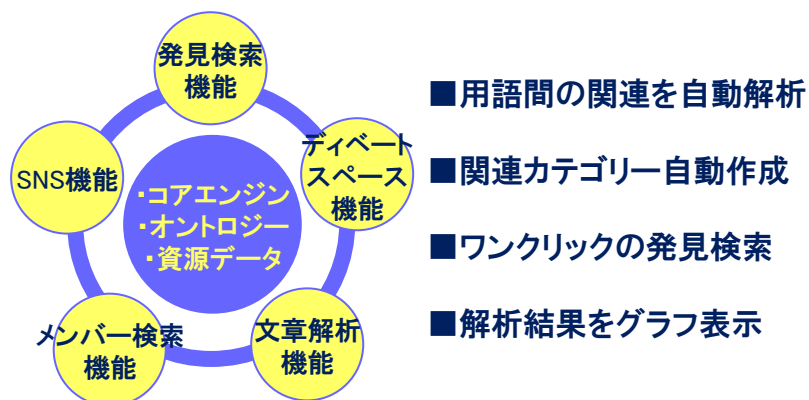 発見検索
機能
ディベート
スペース
機能
SNS機能
・コアエンジン
・オントロジー
・資源データ
メンバー検索
機能
文章解析
機能
■用語間の関連を自動解析
■関連カテゴリー自動作成
■ワンクリックの発見検索
■解析結果をグラフ表示